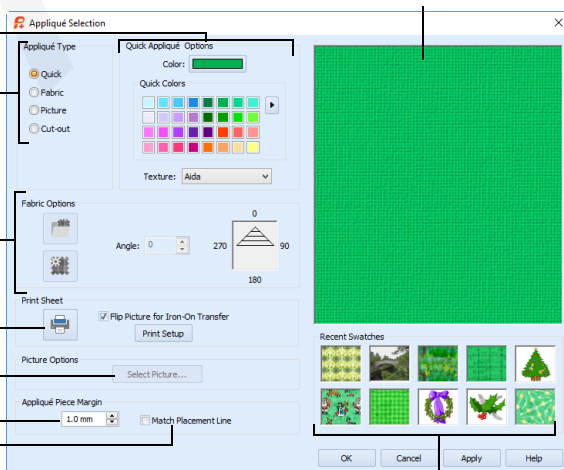 Appliqué Selection
Appliqué Type
Quick
Fabric
Picture
Cut-out
Quick Appliqué Options
Color:
Quick Colors
Texture: Aida
Fabric Options
Angle: 0
0
270
90
180
Print Sheet
Flip Picture for Iron-On Transfer
Print Setup
Picture Options
Select Picture...
Appliqué Piece Margin
1.0 mm
Match Placement Line
Recent Swatches
OK Cancel Apply Help